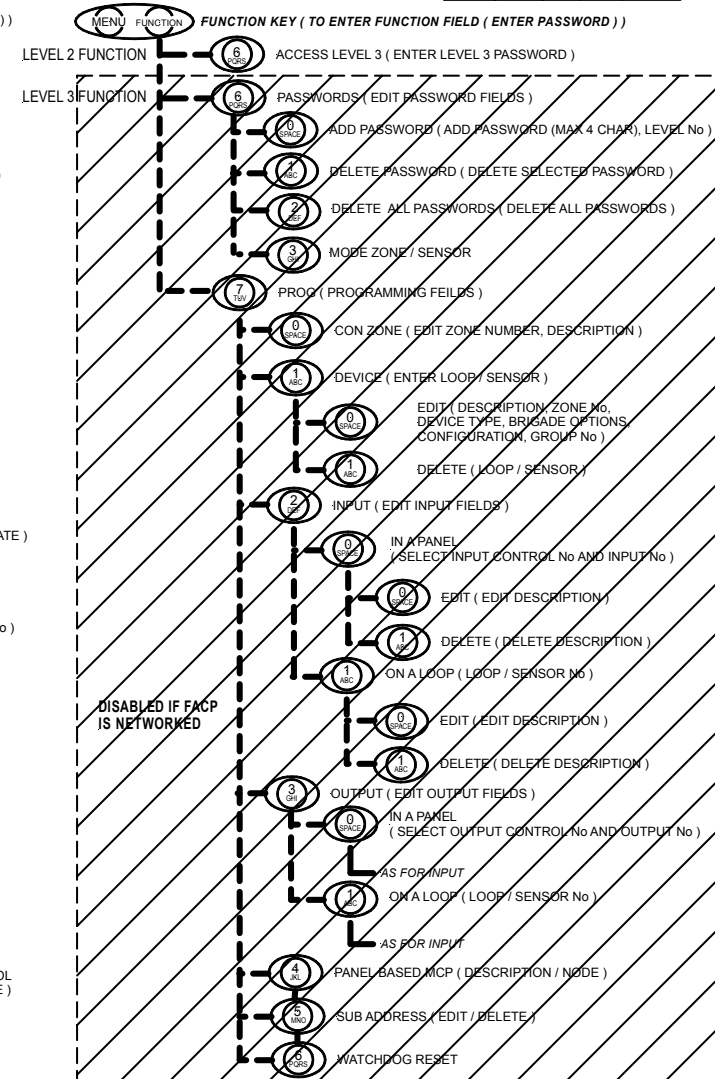 MENU FUNCTION FUNCTION KEY ( TO ENTER FUNCTION FIELD ( ENTER PASSWORD ) )
) )
LEVEL 2 FUNCTION 6 PQRS ACCESS LEVEL 3 ( ENTER LEVEL 3 PASSWORD )
LEVEL 3 FUNCTION 6 PQRS PASSWORDS ( EDIT PASSWORD FIELDS )
0 SPACE ADD PASSWORD ( ADD PASSWORD (MAX 4 CHAR), LEVEL No )
)
1 ABC DELETE PASSWORD ( DELETE SELECTED PASSWORD )
2 DEF DELETE ALL PASSWORDS ( DELETE ALL PASSWORDS )
3 GHI MODE ZONE / SENSOR
7 TUV PROG ( PROGRAMMING FEILDS )
0 SPACE CON ZONE ( EDIT ZONE NUMBER, DESCRIPTION )
1 ABC DEVICE ( ENTER LOOP / SENSOR )
0 SPACE EDIT ( DESCRIPTION, ZONE No,
DEVICE TYPE, BRIGADE OPTIONS,
CONFIGURATION, GROUP No )
1 ABC DELETE ( LOOP / SENSOR )
2 DEF INPUT ( EDIT INPUT FIELDS )
ATE )
0 SPACE IN A PANEL
( SELECT INPUT CONTROL No AND INPUT No )
0 SPACE EDIT ( EDIT DESCRIPTION )
o )
1 ABC DELETE ( DELETE DESCRIPTION )
1 ABC ON A LOOP ( LOOP / SENSOR No )
DISABLED IF FACP
IS NETWORKED
0 SPACE EDIT ( EDIT DESCRIPTION )
1 ABC DELETE ( DELETE DESCRIPTION )
3 GHI OUTPUT ( EDIT OUTPUT FIELDS )
0 SPACE IN A PANEL
( SELECT OUTPUT CONTROL No AND OUTPUT No )
AS FOR INPUT
1 ABC ON A LOOP ( LOOP / SENSOR No )
AS FOR INPUT
OL
E )
4 JKL PANEL BASED MCP ( DESCRIPTION / NODE )
5 MNO SUB ADDRESS ( EDIT / DELETE )
6 PQRS WATCHDOG RESET